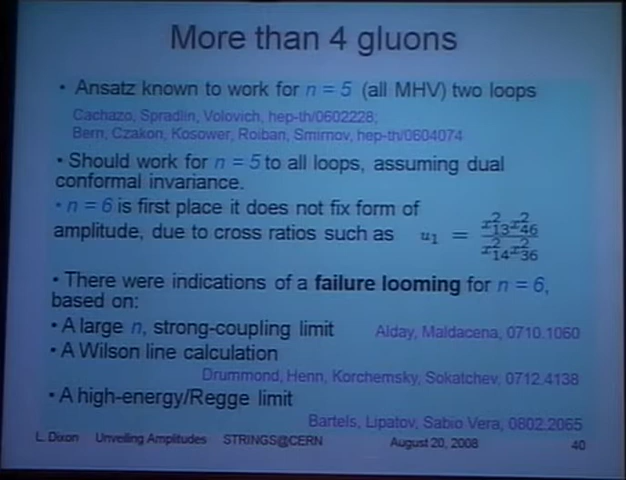 More than 4 gluons
• Ansatz known to work for n = 5 (all MHV) two loops
Cachazo, Spradlin, Volovich, hep-th/0602228;
Bern, Czakon, Kosower, Roiban, Smirnov, hep-th/0604074
• Should work for n = 5 to all loops, assuming dual
conformal invariance.
• n = 6 is first place it does not fix form of
amplitude, due to cross ratios such as u₁ = x²₁₃x²₄₆ / x²₁₄x²₃₆
• There were indications of a failure looming for n = 6,
based on:
• A large n, strong-coupling limit Alday, Maldacena, 0710.1060
• A Wilson line calculation
Drummond, Henn, Korchemsky, Sokatchev, 0712.4138
• A high-energy/Regge limit
Bartels, Lipatov, Sabio Vera, 0802.2065
L. Dixon Unveiling Amplitudes STRINGS@CERN August 20, 2008 40